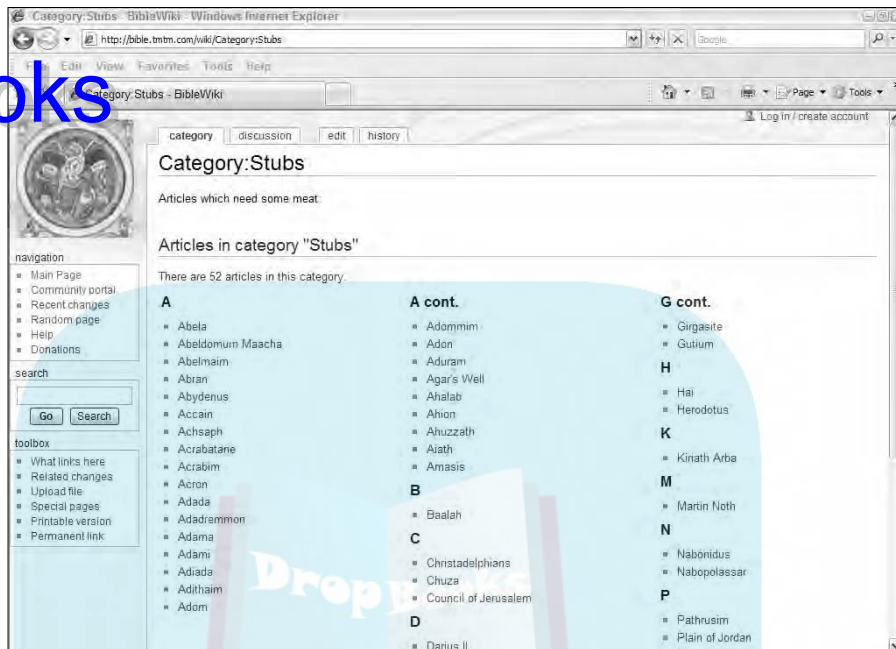 Category:Stubs - BibleWiki - Windows Internet Explorer
http://bible.tmtm.com/wiki/Category:Stubs
Google
File Edit View Favorites Tools Help
oks
Category:Stubs - BibleWiki
Page Tools
Log in / create account
category discussion edit history
Category:Stubs
Articles which need some meat.
Articles in category "Stubs"
There are 52 articles in this category.
navigation
Main Page
Community portal
Recent changes
Random page
Help
Donations
search
Go Search
toolbox
What links here
Related changes
Upload file
Special pages
Printable version
Permanent link
A
Abela
Abeldomum Maacha
Abelmaim
Abran
Abydenus
Accain
Achsaph
Acrabatane
Acrabim
Acron
Adada
Adadremmon
Adama
Adami
Adiada
Adithaim
Adom
A cont.
Adommim
Adon
Aduram
Agar's Well
Ahalab
Ahion
Ahuzzath
Aiath
Amasis
B
Baalah
C
Christadelphians
Chuza
Council of Jerusalem
D
Darius II
G cont.
Girgasite
Gutium
H
Hai
Herodotus
K
Kinath Arba
M
Martin Noth
N
Nabonidus
Nabopolassar
P
Pathrusim
Plain of Jordan
DropBooks